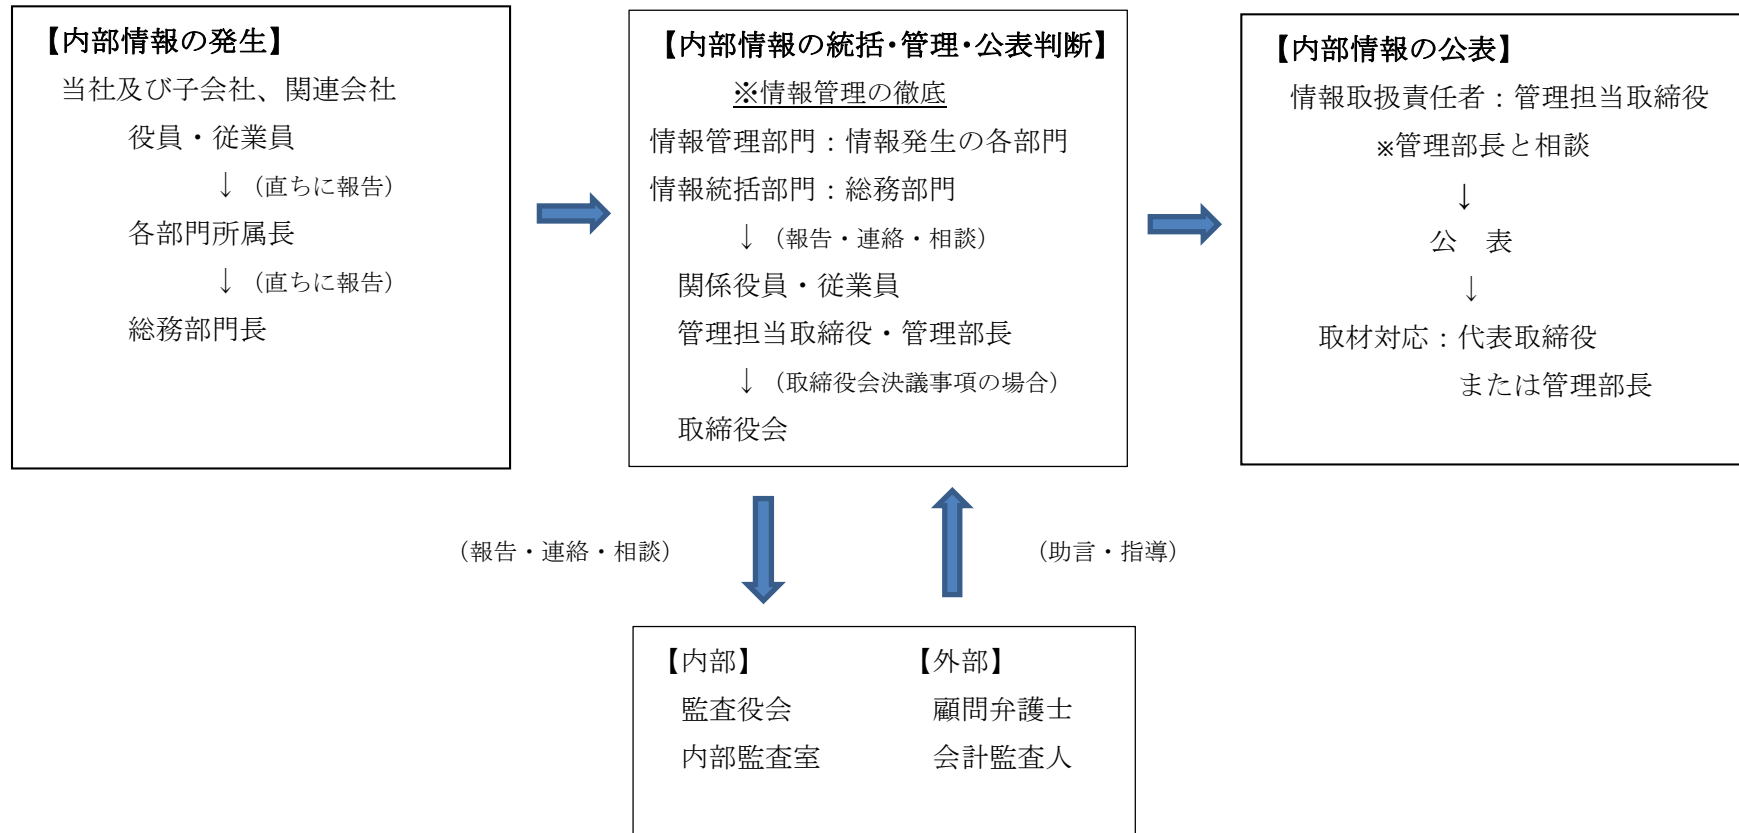 【内部情報の発生】
当社及び子会社、関連会社
役員・従業員
↓（直ちに報告）
各部門所属長
↓（直ちに報告）
総務部門長
【内部情報の統括・管理・公表判断】
※情報管理の徹底
情報管理部門：情報発生の各部門
情報統括部門：総務部門
↓（報告・連絡・相談）
関係役員・従業員
管理担当取締役・管理部長
↓（取締役会決議事項の場合）
取締役会
【内部情報の公表】
情報取扱責任者：管理担当取締役
※管理部長と相談
↓
公　表
↓
取材対応：代表取締役
または管理部長
（報告・連絡・相談）
（助言・指導）
【内部】
監査役会
内部監査室
【外部】
顧問弁護士
会計監査人